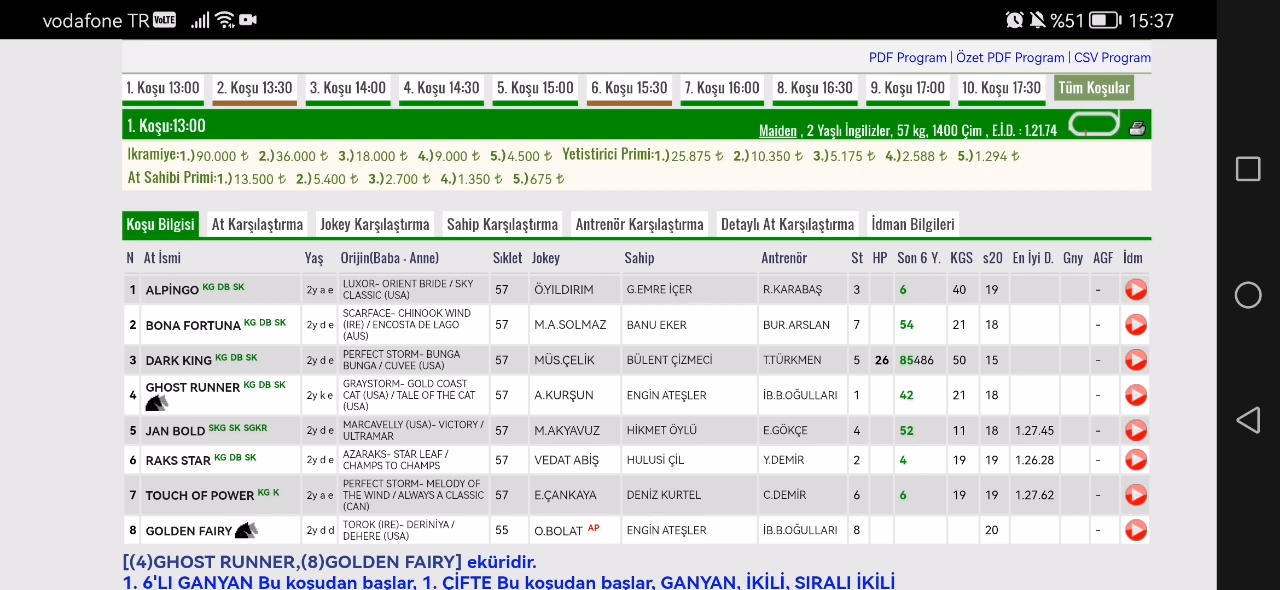 vodafone TR VoLTE %51 15:37
PDF Program | Özet PDF Program | CSV Program
1. Koşu 13:00 2. Koşu 13:30 3. Koşu 14:00 4. Koşu 14:30 5. Koşu 15:00 6. Koşu 15:30 7. Koşu 16:00 8. Koşu 16:30 9. Koşu 17:00 10. Koşu 17:30 Tüm Koşular
1. Koşu:13:00 Maiden , 2 Yaşlı İngilizler, 57 kg, 1400 Çim , E.İ.D. : 1.21.74
Ikramiye:1.)90.000 ₺ 2.)36.000 ₺ 3.)18.000 ₺ 4.)9.000 ₺ 5.)4.500 ₺ Yetistirici Primi:1.)25.875 ₺ 2.)10.350 ₺ 3.)5.175 ₺ 4.)2.588 ₺ 5.)1.294 ₺
At Sahibi Primi:1.)13.500 ₺ 2.)5.400 ₺ 3.)2.700 ₺ 4.)1.350 ₺ 5.)675 ₺
Koşu Bilgisi At Karşılaştırma Jokey Karşılaştırma Sahip Karşılaştırma Antrenör Karşılaştırma Detaylı At Karşılaştırma İdman Bilgileri
N At İsmi Yaş Orijin(Baba - Anne) Sıklet Jokey Sahip Antrenör St HP Son 6 Y. KGS s20 En İyi D. Gny AGF İdm
1 ALPİNGO KG DB SK 2y a e LUXOR- ORIENT BRIDE / SKY CLASSIC (USA) 57 ÖYILDIRIM G.EMRE İÇER R.KARABAŞ 3 6 40 19 -
2 BONA FORTUNA KG DB SK 2y d e SCARFACE- CHINOOK WIND (IRE) / ENCOSTA DE LAGO (AUS) 57 M.A.SOLMAZ BANU EKER BUR.ARSLAN 7 54 21 18 -
3 DARK KING KG DB SK 2y d e PERFECT STORM- BUNGA BUNGA / CUVEE (USA) 57 MÜS.ÇELİK BÜLENT ÇİZMECİ T.TÜRKMEN 5 26 85486 50 15 -
4 GHOST RUNNER KG DB SK 2y k e GRAYSTORM- GOLD COAST CAT (USA) / TALE OF THE CAT (USA) 57 A.KURŞUN ENGİN ATEŞLER İB.B.OĞULLARI 1 42 21 18 -
5 JAN BOLD SKG SK SGKR 2y d e MARCAVELLY (USA)- VICTORY / ULTRAMAR 57 M.AKYAVUZ HİKMET ÖYLÜ E.GÖKÇE 4 52 11 18 1.27.45 -
6 RAKS STAR KG DB SK 2y d e AZARAKS- STAR LEAF / CHAMPS TO CHAMPS 57 VEDAT ABİŞ HULUSİ ÇİL Y.DEMİR 2 4 19 19 1.26.28 -
7 TOUCH OF POWER KG K 2y a e PERFECT STORM- MELODY OF THE WIND / ALWAYS A CLASSIC (CAN) 57 E.ÇANKAYA DENİZ KURTEL C.DEMİR 6 6 19 19 1.27.62 -
8 GOLDEN FAIRY 2y d d TOROK (IRE)- DERİNİYA / DEHERE (USA) 55 O.BOLAT AP ENGİN ATEŞLER İB.B.OĞULLARI 8 20 -
[(4)GHOST RUNNER,(8)GOLDEN FAIRY] eküridir.
1. 6'LI GANYAN Bu koşudan başlar, 1. ÇİFTE Bu koşudan başlar, GANYAN, İKİLİ, SIRALI İKİLİ